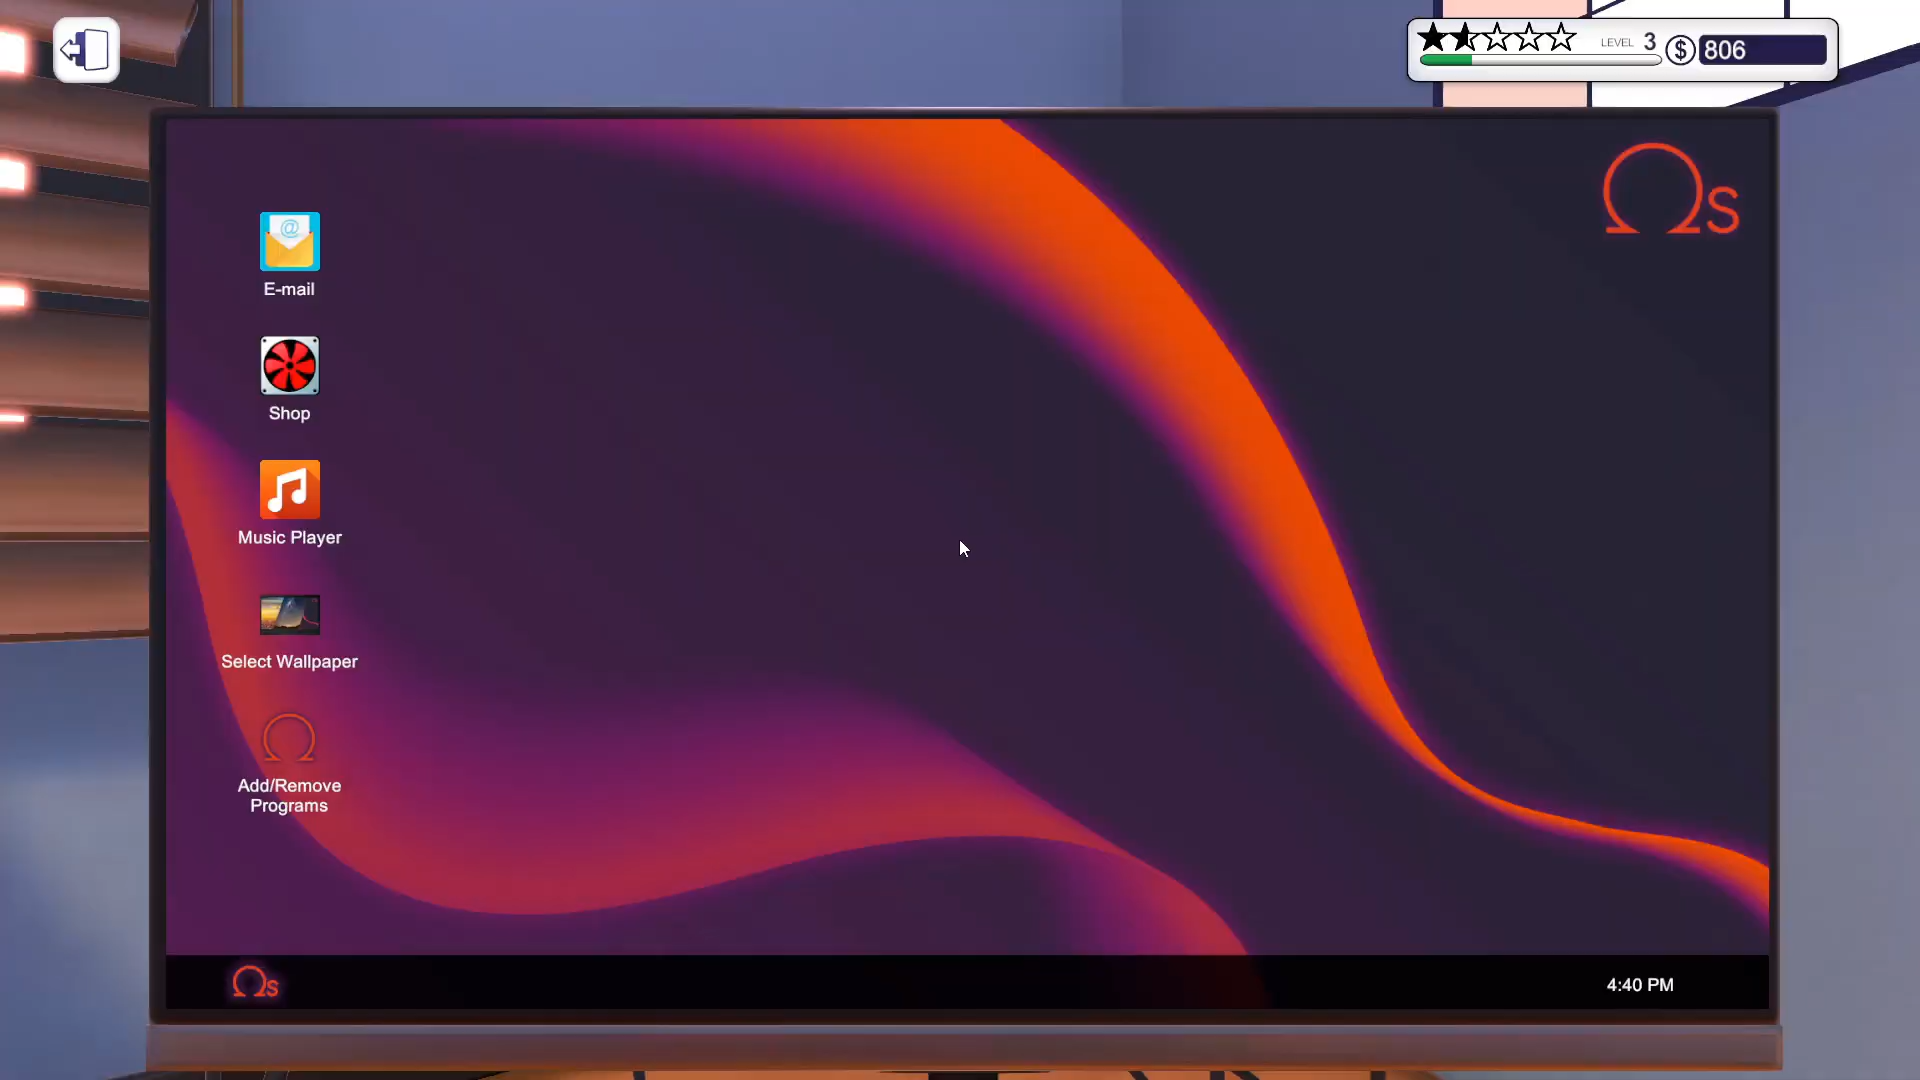 LEVEL 3 $ 806
Ωs
@
E-mail
Shop
Music Player
Select Wallpaper
Add/Remove
Programs
Ωs
4:40 PM